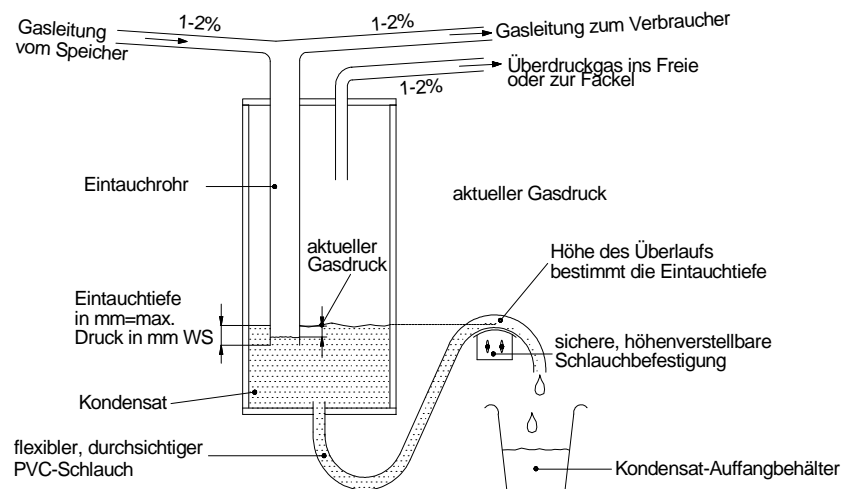 1-2%
1-2%
Gasleitung
vom Speicher
Gasleitung zum Verbraucher
Überdruckgas ins Freie
oder zur Fackel
1-2%
Eintauchrohr
aktueller Gasdruck
aktueller
Gasdruck
Höhe des Überlaufs
bestimmt die Eintauchtiefe
Eintauchtiefe
in mm=max.
Druck in mm WS
sichere, höhenverstellbare
Schlauchbefestigung
Kondensat
flexibler, durchsichtiger
PVC-Schlauch
Kondensat-Auffangbehälter